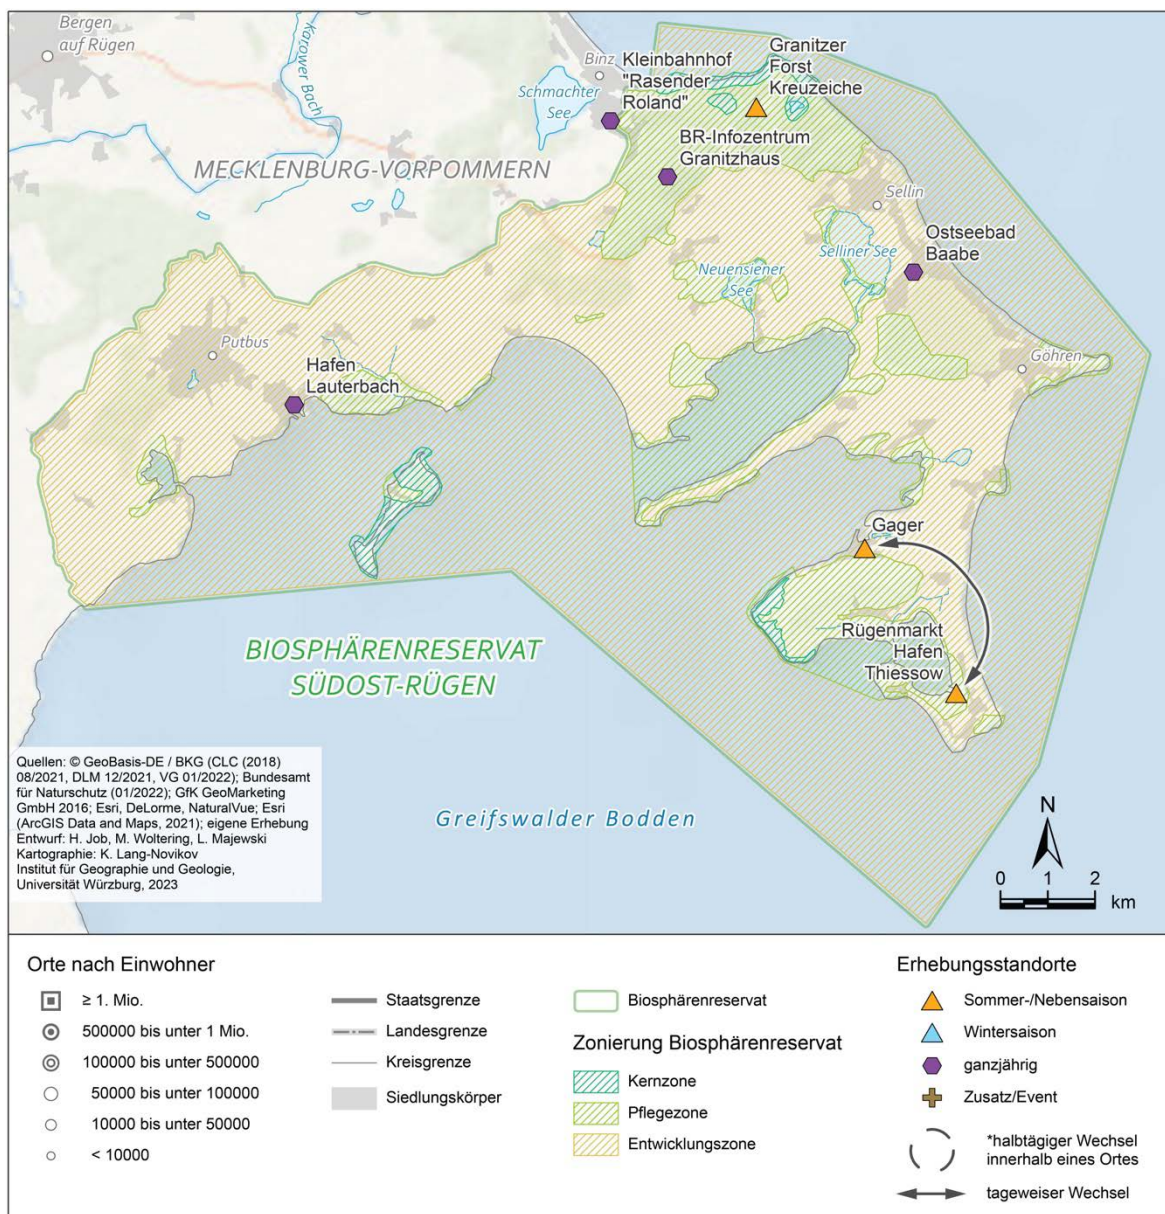 Bergen
auf Rügen
Karower Bach
Binz
Schmachter
See
Kleinbahnhof
"Rasender
Roland"
Granitzer
Forst
Kreuzeiche
BR-Infozentrum
Granitzhaus
MECKLENBURG-VORPOMMERN
Sellin
Selliner See
Ostseebad
Baabe
Neuensiener
See
Putbus
Hafen
Lauterbach
Göhren
Gager
Rügenmarkt
Hafen
Thiessow
BIOSPHÄRENRESERVAT
SÜDOST-RÜGEN
Greifswalder Bodden
Quellen: © GeoBasis-DE / BKG (CLC (2018)
08/2021, DLM 12/2021, VG 01/2022); Bundesamt
für Naturschutz (01/2022); GfK GeoMarketing
GmbH 2016; Esri, DeLorme, NaturalVue; Esri
(ArcGIS Data and Maps, 2021); eigene Erhebung
Entwurf: H. Job, M. Woltering, L. Majewski
Kartographie: K. Lang-Novikov
Institut für Geographie und Geologie,
Universität Würzburg, 2023
N
0 1 2
km
Orte nach Einwohner
≥ 1. Mio.
500000 bis unter 1 Mio.
100000 bis unter 500000
50000 bis unter 100000
10000 bis unter 50000
< 10000
Staatsgrenze
Landesgrenze
Kreisgrenze
Siedlungskörper
Biosphärenreservat
Zonierung Biosphärenreservat
Kernzone
Pflegezone
Entwicklungszone
Erhebungsstandorte
Sommer-/Nebensaison
Wintersaison
ganzjährig
Zusatz/Event
*halbtägiger Wechsel
innerhalb eines Ortes
tageweiser Wechsel